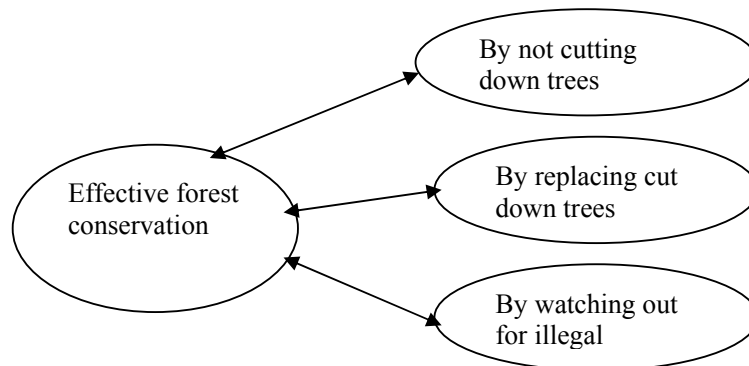 By not cutting
down trees
Effective forest
conservation
By replacing cut
down trees
By watching out
for illegal